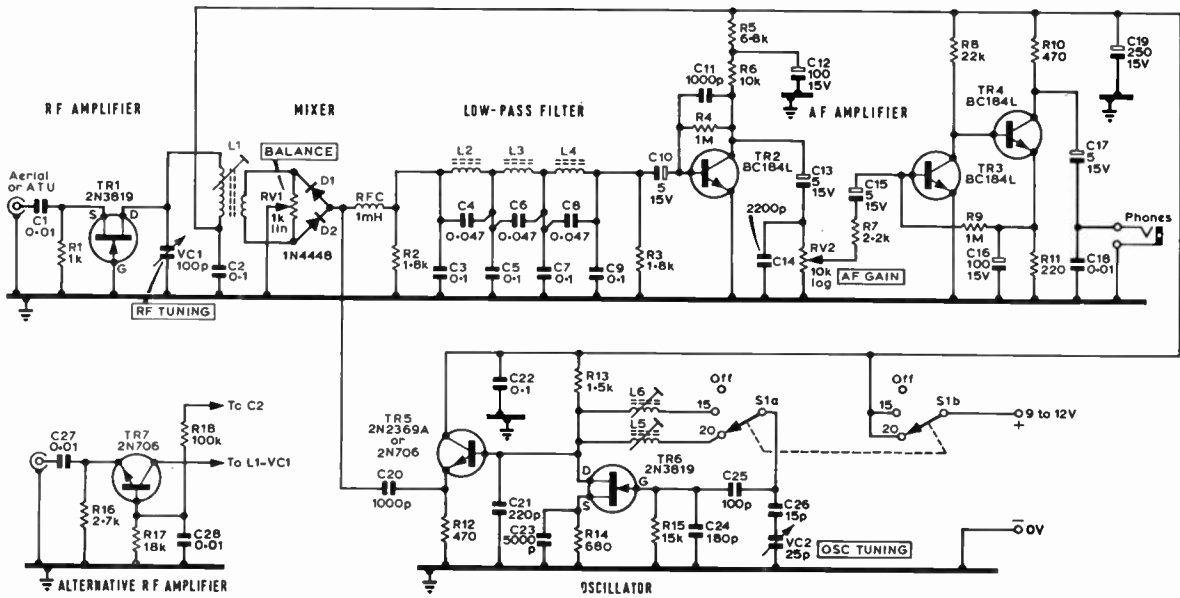 RF AMPLIFIER
MIXER
LOW-PASS FILTER
AF AMPLIFIER
Aerial
or ATU
C1
0·01
R1
1k
TR1
2N3819
S
D
G
VC1
100p
RF TUNING
L1
C2
0·1
BALANCE
RV1
1k
lin
D1
D2
1N4448
RFC
1mH
R2
1·8k
L2
L3
L4
C4
0·047
C6
0·047
C8
0·047
C3
0·1
C5
0·1
C7
0·1
C9
0·1
R3
1·8k
C10
5
15V
C11
1000p
R4
1M
R5
6·8k
R6
10k
C12
100
15V
TR2
BC184L
C13
5
15V
2200p
C14
RV2
10k
log
AF GAIN
C15
5
15V
R7
2·2k
R8
22k
TR3
BC184L
TR4
BC184L
R9
1M
C16
100
15V
R10
470
R11
220
C17
5
15V
C18
0·01
C19
250
15V
Phones
C27
0·01
TR7
2N706
R18
100k
To C2
To L1-VC1
R16
2·7k
R17
18k
C28
0·01
ALTERNATIVE RF AMPLIFIER
C20
1000p
TR5
2N2369A
or
2N706
R12
470
C22
0·1
C21
220p
R13
1·5k
L6
L5
Off
15
20
S1a
TR6
2N3819
D
S
G
C23
5000
p
R14
680
R15
15k
C24
180p
C25
100p
C26
15p
VC2
25p
OSC TUNING
OSCILLATOR
Off
15
20
S1b
9 to 12V
+
−
0V